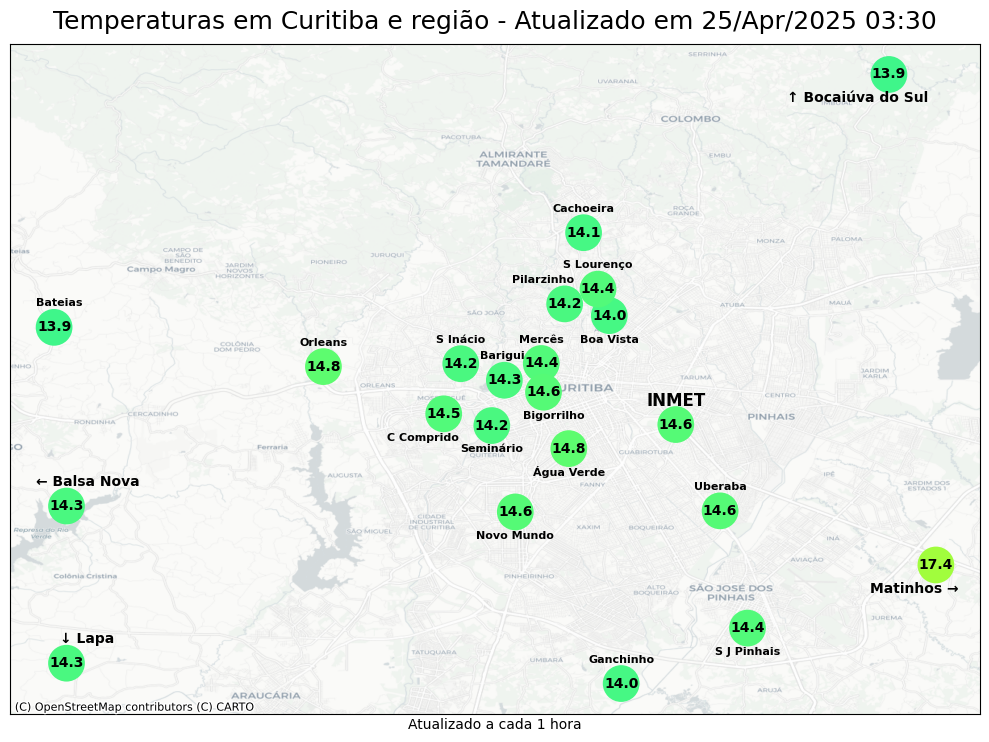 Temperaturas em Curitiba e região - Atualizado em 25/Apr/2025 03:30
SERRINHA
13.9
↑ Bocaiúva do Sul
UVARANAL
COLOMBO
PACOTUBA
ALMIRANTE
TAMANDARÉ
EMBU
Cachoeira
14.1
ROÇA
GRANDE
MONZA
PALOMA
CAMPO DE
SÃO
BENEDITO
Campo Magro
JARDIM
NOVOS
HORIZONTES
PIONEIRO
JURUQUI
S Lourenço
14.4
Pilarzinho
14.2
14.0
Boa Vista
ATUBA
MAUÁ
Bateias
13.9
SÃO JOÃO
COLÔNIA
DOM PEDRO
Orleans
14.8
S Inácio
14.2
Barigui
14.3
Mercês
14.4
14.6
Bigorrilho
ORLEANS
TARUMÃ
JARDIM
KARLA
CENTRO
PINHAIS
INMET
14.6
CERCADINHO
RONDINHA
14.5
C Comprido
14.2
Seminário
Ferraria
14.8
Água Verde
GUABIROTUBA
FANNY
AUGUSTA
IPÊ
JARDIM DOS
ESTADOS I
← Balsa Nova
14.3
Uberaba
14.6
14.6
Novo Mundo
CIDADE
INDUSTRIAL
DE CURITIBA
SÃO MIGUEL
XAXIM
BOQUEIRÃO
INÁ
AVIAÇÃO
17.4
Matinhos →
Colônia Cristina
PINHEIRINHO
ALTO
BOQUEIRÃO
SÃO JOSÉ DOS
PINHAIS
JUREMA
14.4
S J Pinhais
↓ Lapa
14.3
TATUQUARA
UMBARÁ
Ganchinho
14.0
ARAUCÁRIA
ARUJÁ
(C) OpenStreetMap contributors (C) CARTO
Atualizado a cada 1 hora